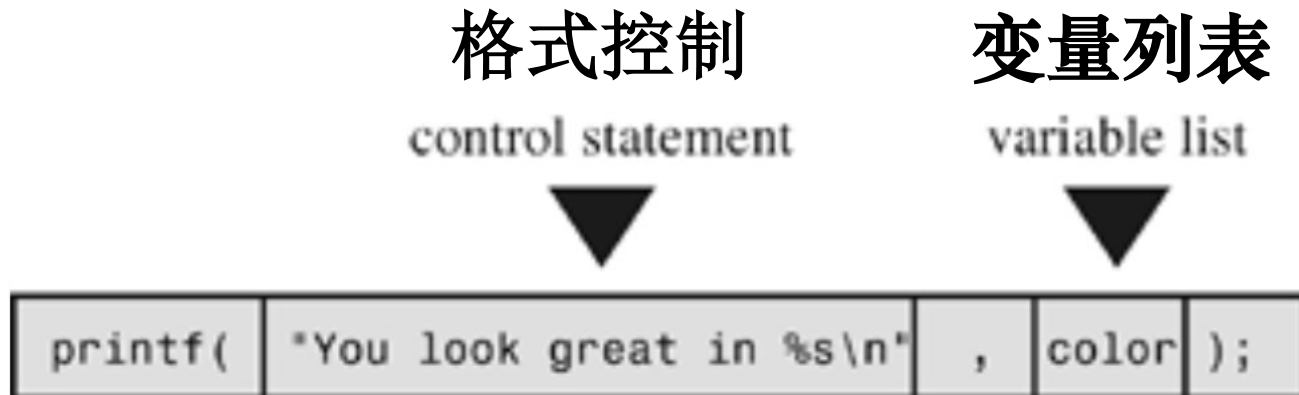 格式控制 变量列表
control statement variable list
printf( "You look great in %s\n" , color );